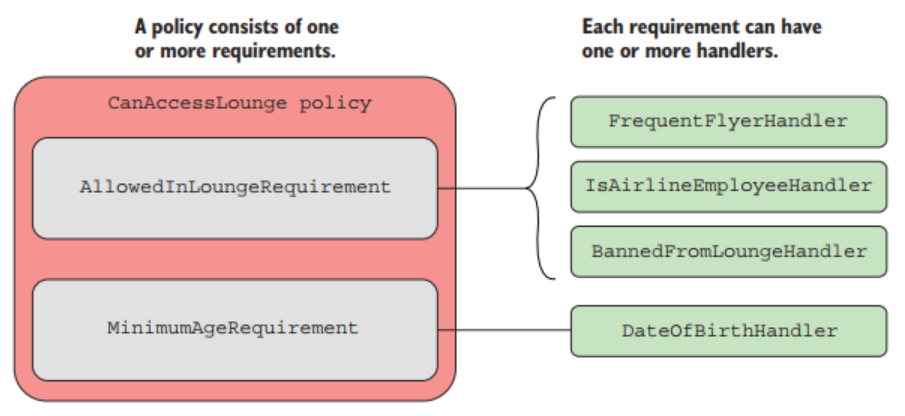 A policy consists of one
or more requirements.
Each requirement can have
one or more handlers.
CanAccessLounge policy
AllowedInLoungeRequirement
MinimumAgeRequirement
FrequentFlyerHandler
IsAirlineEmployeeHandler
BannedFromLoungeHandler
DateOfBirthHandler